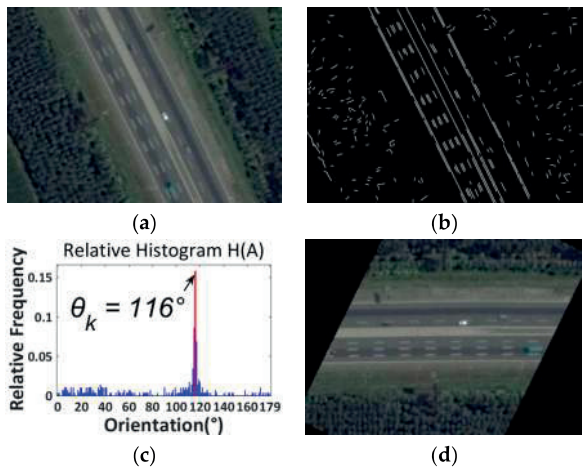 (a)
(b)
Relative Histogram H(A)
Relative Frequency
0.15
0.1
0.05
0
θ_k = 116°
0 20 40 60 80 100 120 140 160 179
Orientation(°)
(c)
(d)